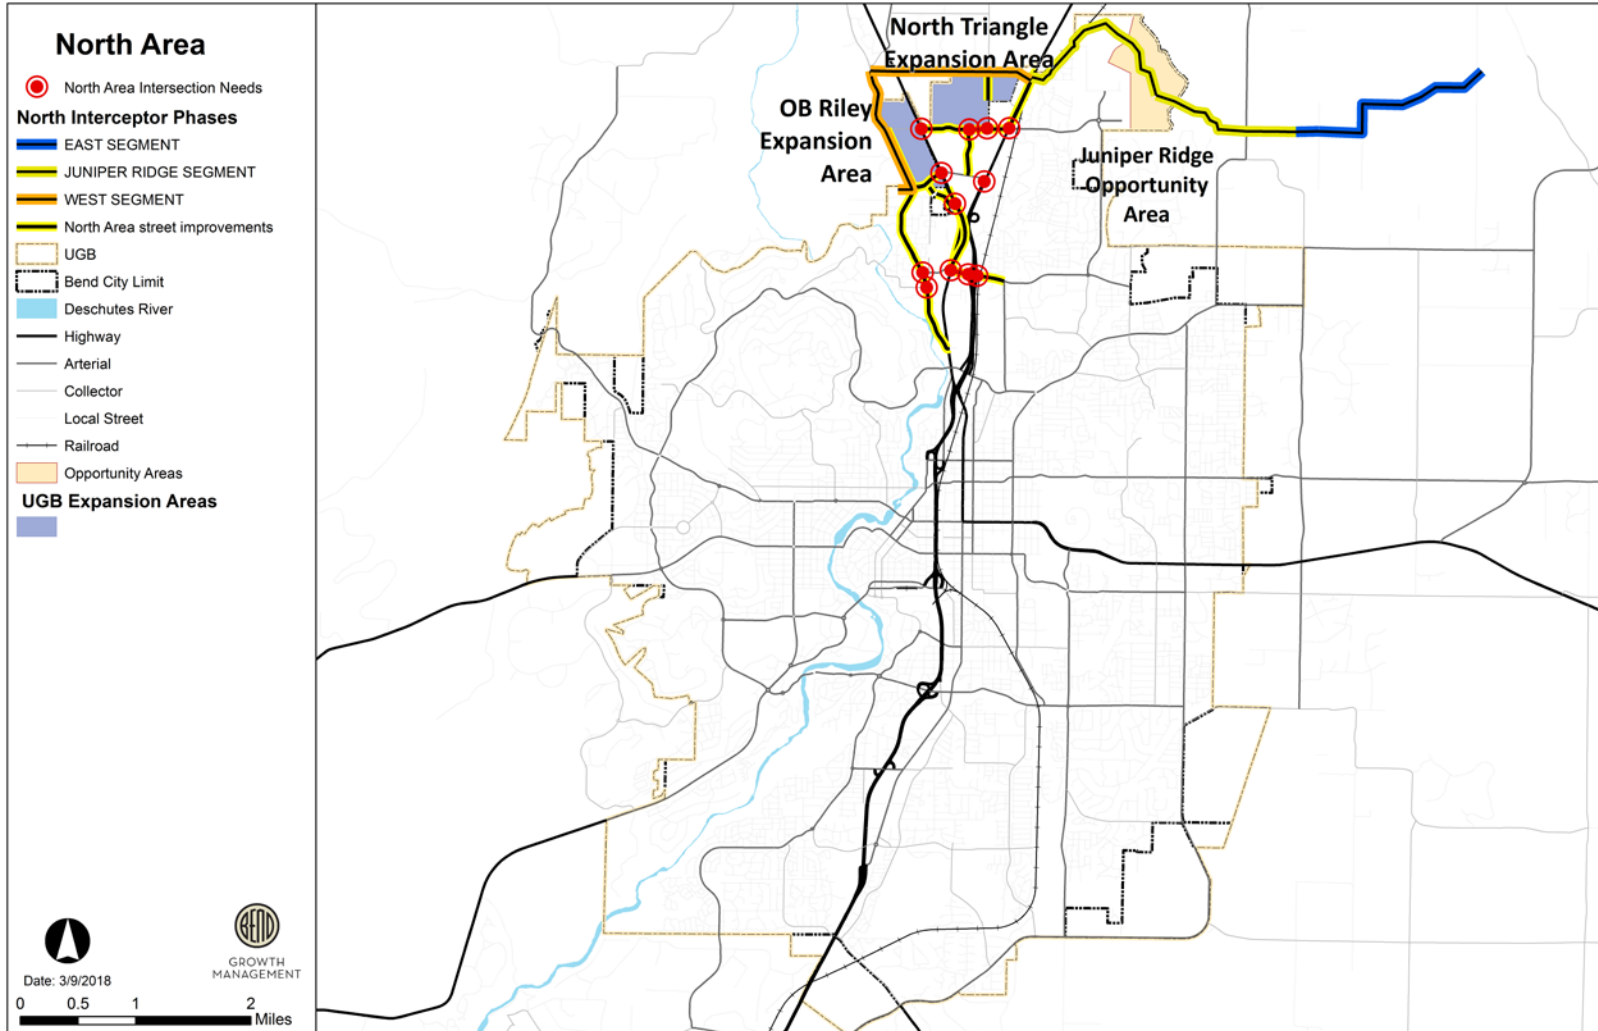 North Area
North Area Intersection Needs
North Interceptor Phases
EAST SEGMENT
JUNIPER RIDGE SEGMENT
WEST SEGMENT
North Area street improvements
UGB
Bend City Limit
Deschutes River
Highway
Arterial
Collector
Local Street
Railroad
Opportunity Areas
UGB Expansion Areas
BEND
GROWTH
MANAGEMENT
Date: 3/9/2018
0 0.5 1 2
Miles
North Triangle
Expansion Area
OB Riley
Expansion
Area
Juniper Ridge
Opportunity
Area